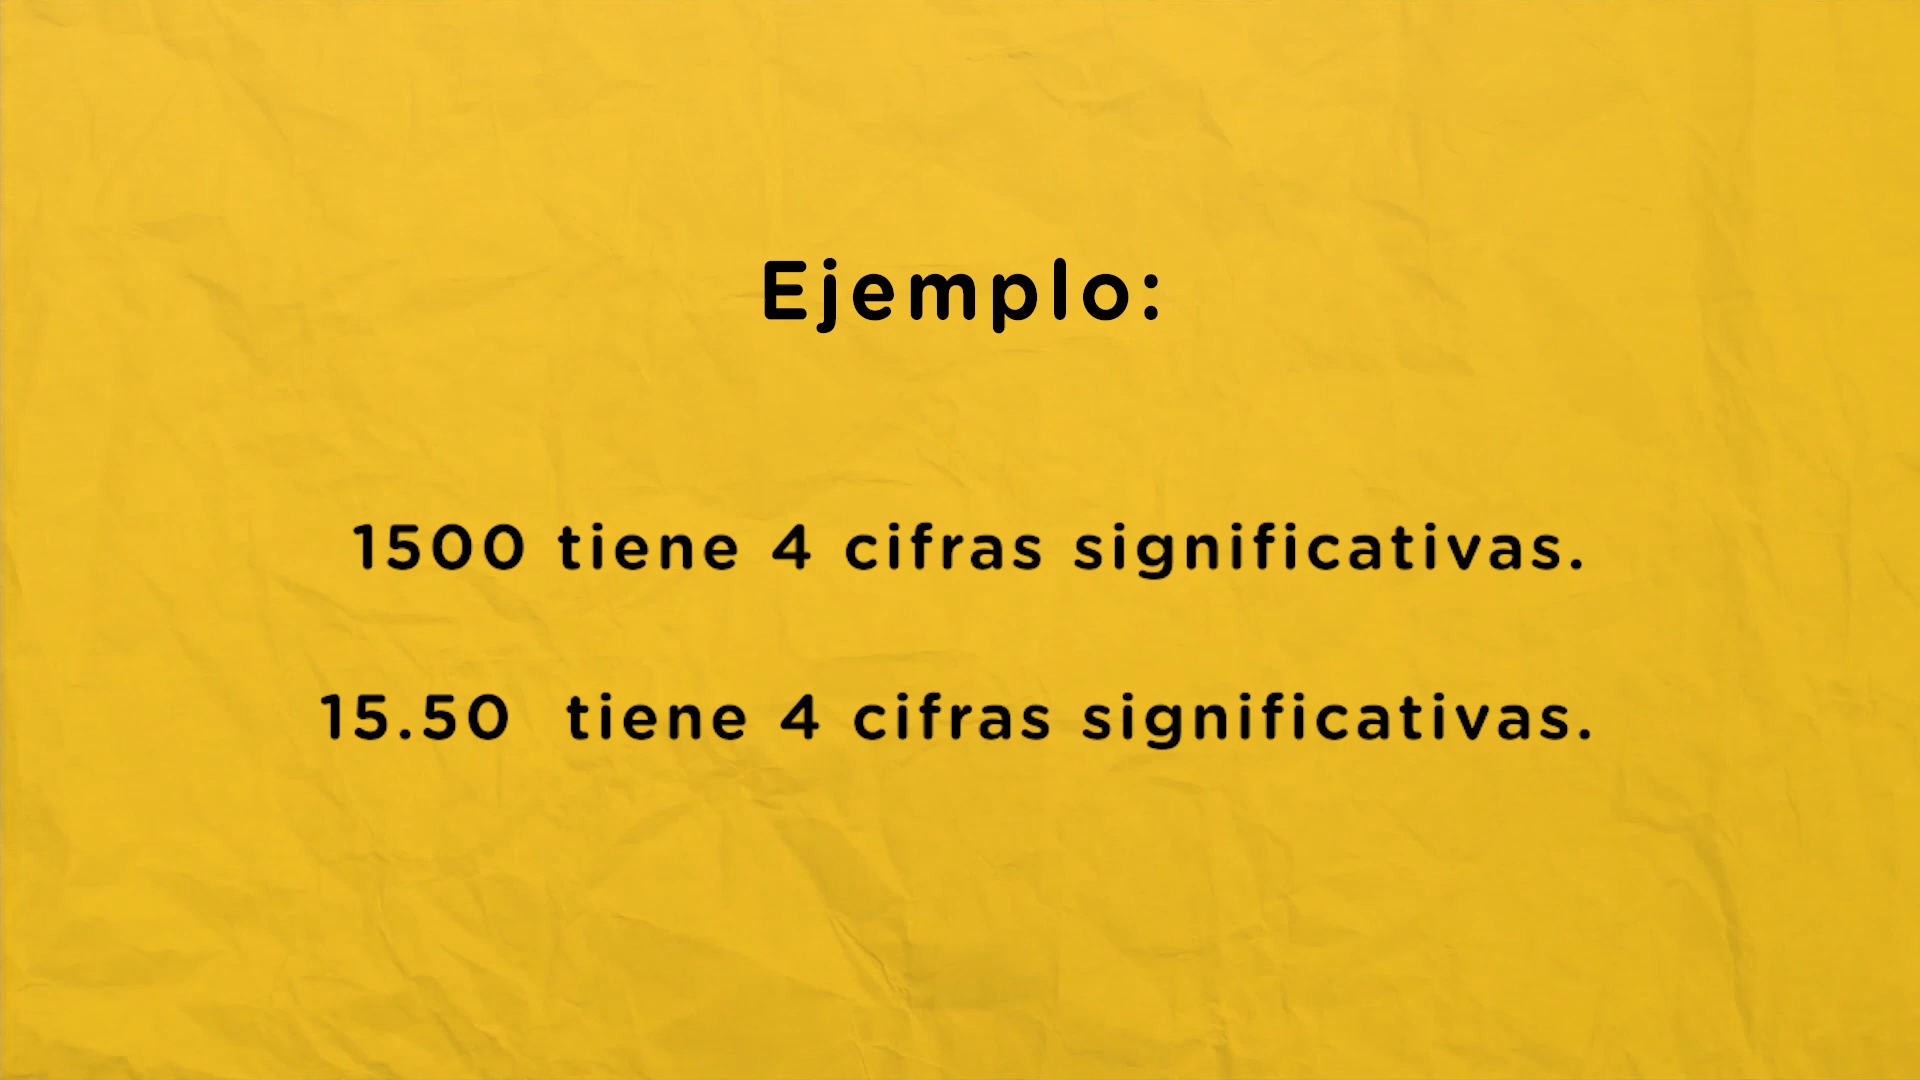 Ejemplo:
1500 tiene 4 cifras significativas.
15.50 tiene 4 cifras significativas.